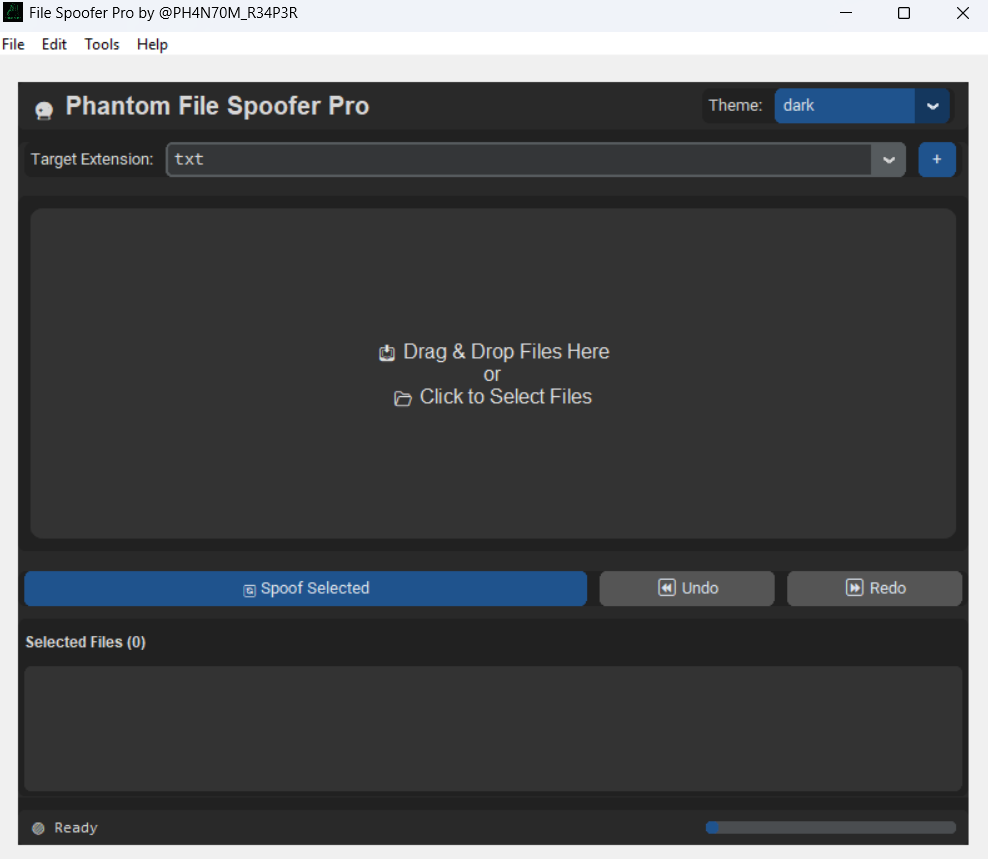 File Spoofer Pro by @PH4N70M_R34P3R
File Edit Tools Help
Phantom File Spoofer Pro
Theme: dark
Target Extension: txt +
Drag & Drop Files Here
or
Click to Select Files
Spoof Selected Undo Redo
Selected Files (0)
Ready